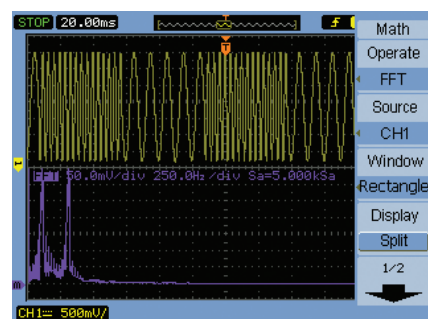 STOP 20.00ms
T
Math
Operate
FFT
Source
CH1
Window
Rectangle
Display
Split
1/2
FFT 50.0mV/div 250.0Hz/div Sa=5.000kSa
CH1 500mV/